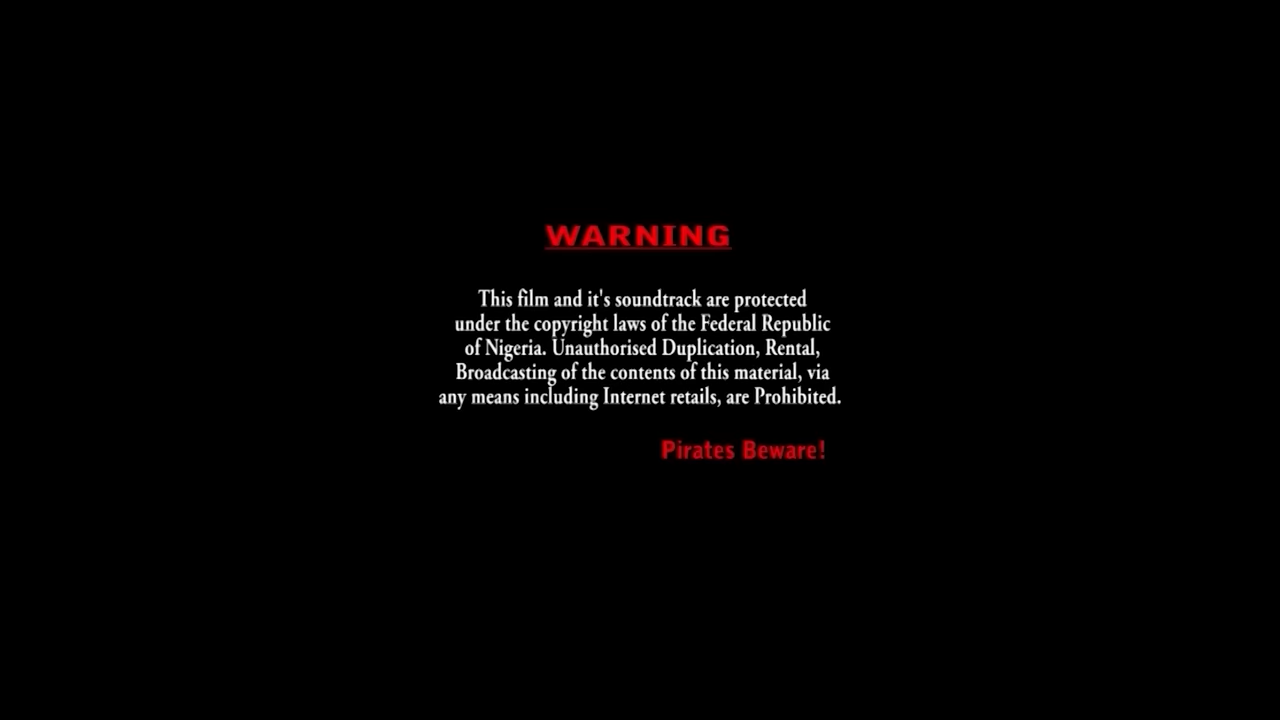 WARNING
This film and it's soundtrack are protected
under the copyright laws of the Federal Republic
of Nigeria. Unauthorised Duplication, Rental,
Broadcasting of the contents of this material, via
any means including Internet retails, are Prohibited.
Pirates Beware!